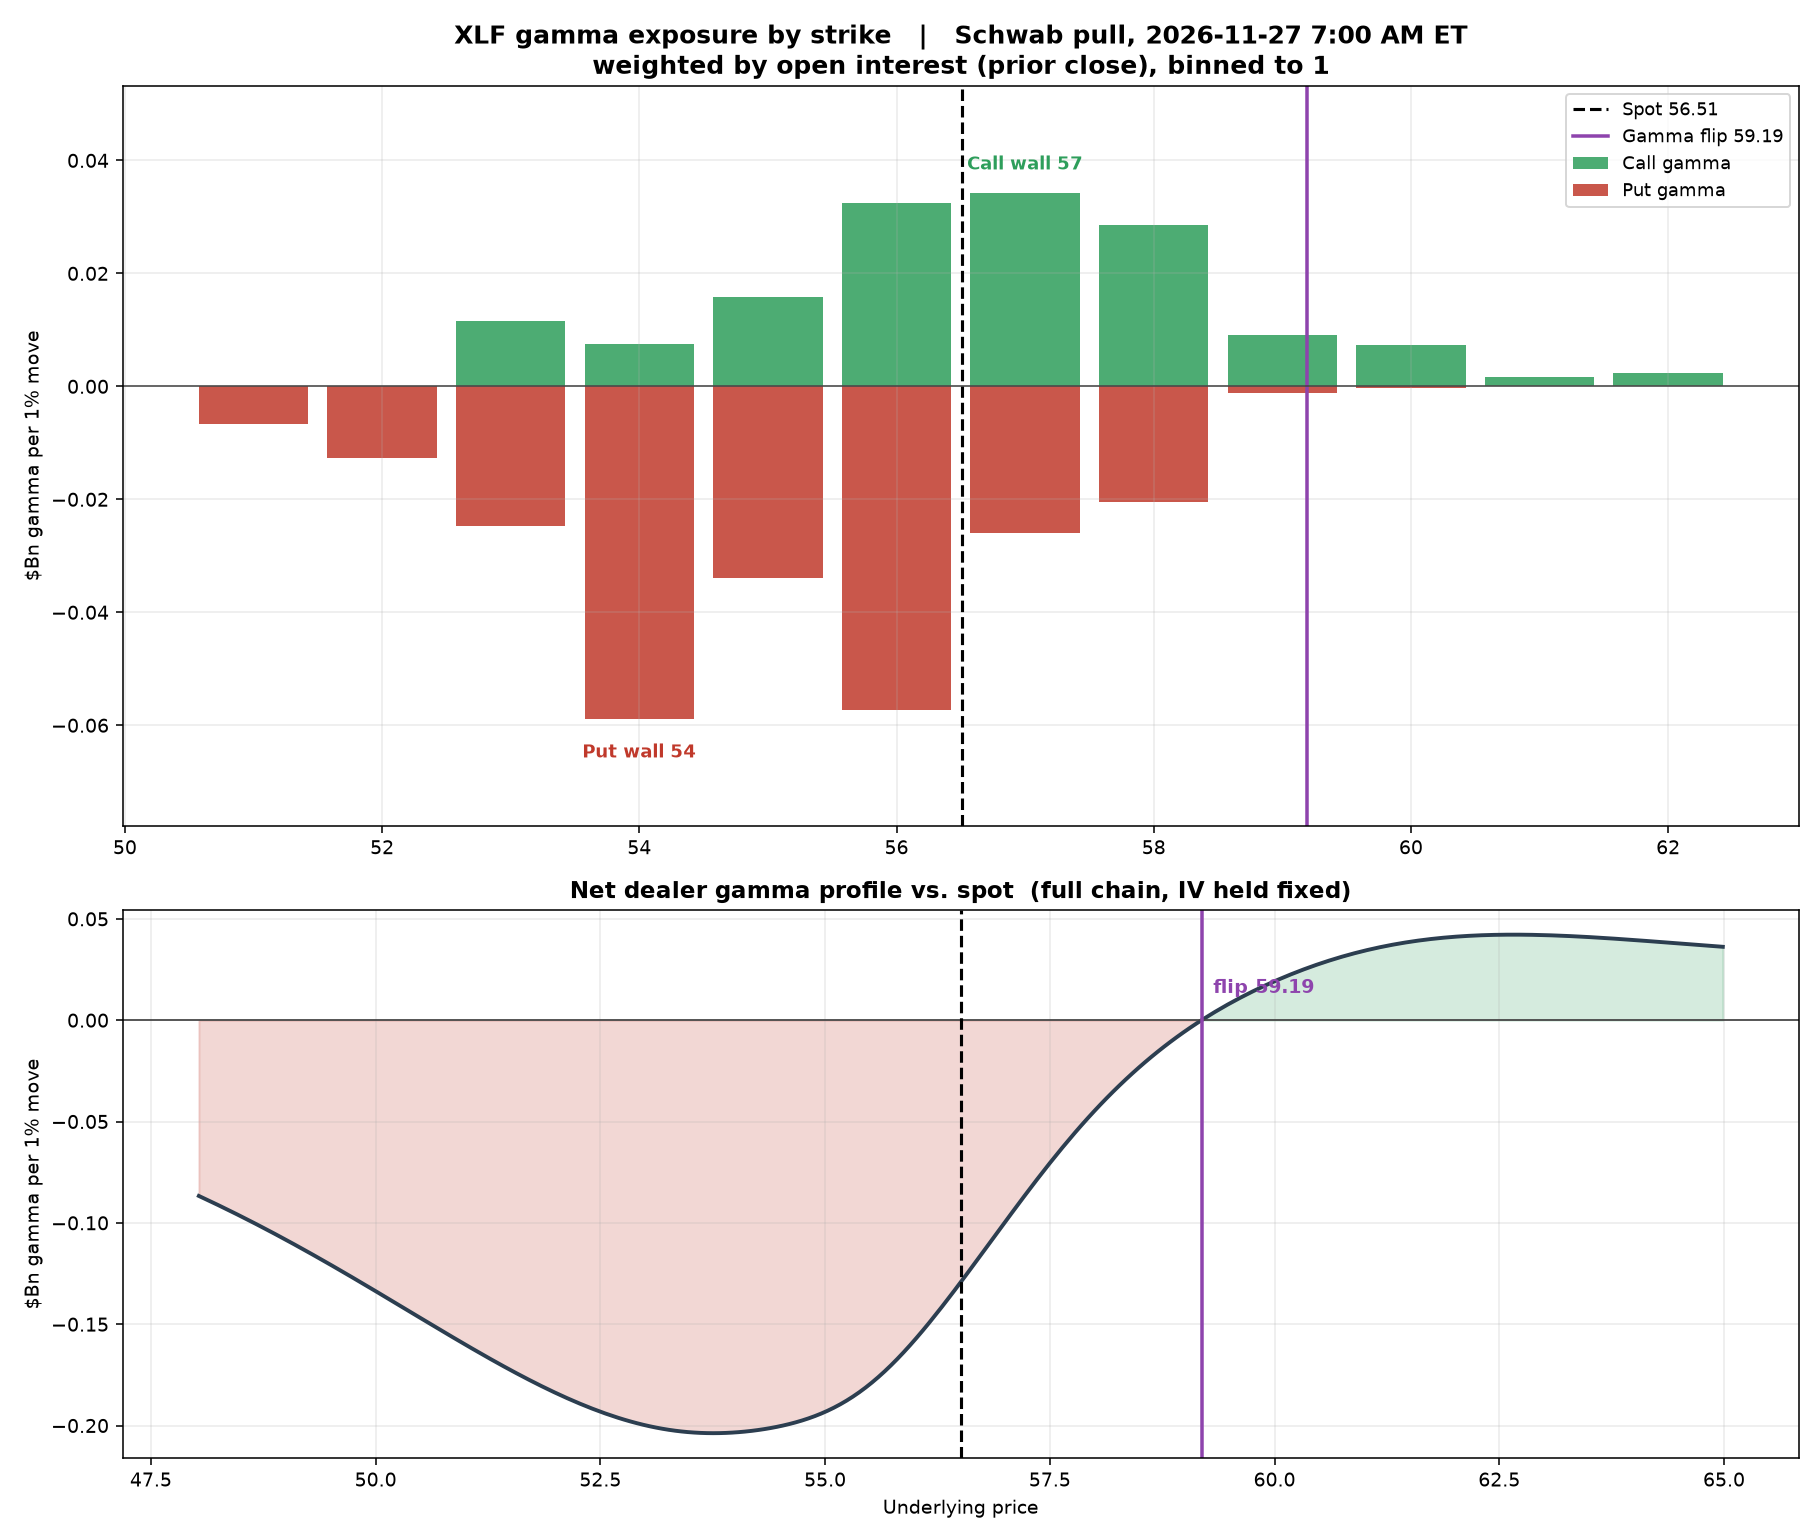 XLF gamma exposure by strike   |   Schwab pull, 2026-11-27 7:00 AM ET
weighted by open interest (prior close), binned to 1
Spot 56.51
Gamma flip 59.19
Call gamma
Put gamma
Call wall 57
Put wall 54
$Bn gamma per 1% move
0.04
0.02
0.00
−0.02
−0.04
−0.06
50 52 54 56 58 60 62
Net dealer gamma profile vs. spot  (full chain, IV held fixed)
flip 59.19
$Bn gamma per 1% move
0.05
0.00
−0.05
−0.10
−0.15
−0.20
47.5 50.0 52.5 55.0 57.5 60.0 62.5 65.0
Underlying price